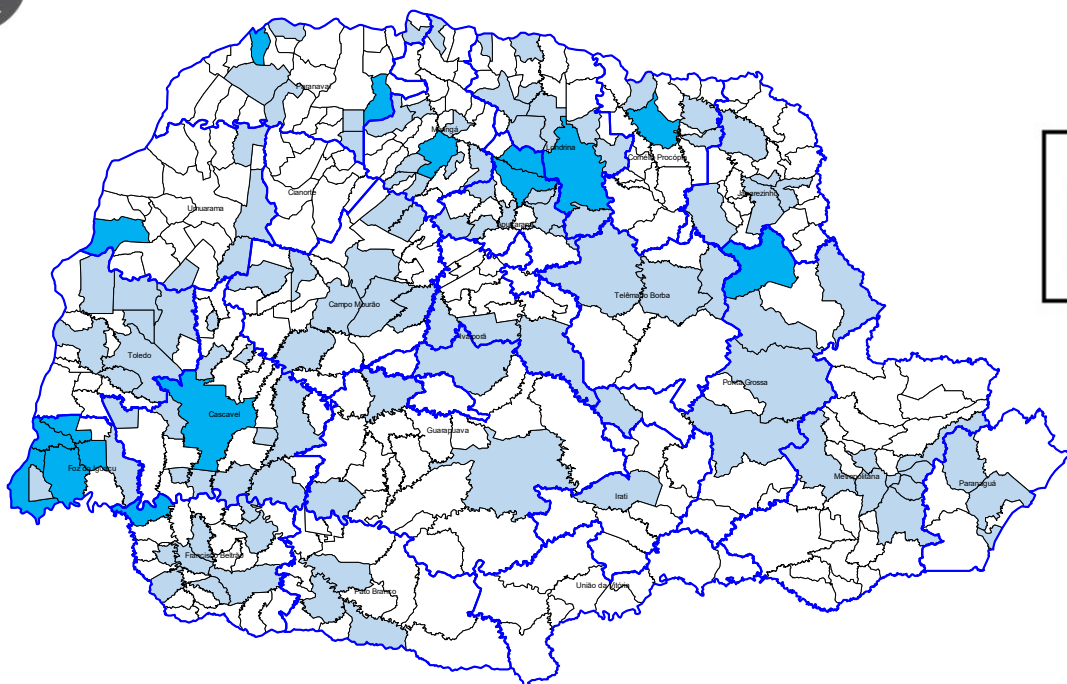 Paranavaí
Maringá
Londrina
Cornélio Procópio
Jacarezinho
Cianorte
Umuarama
Apucarana
Telêmaco Borba
Campo Mourão
Ivaiporã
Toledo
Ponta Grossa
Cascavel
Guarapuava
Foz do Iguaçu
Metropolitana
Paranaguá
Irati
Francisco Beltrão
União da Vitória
Pato Branco